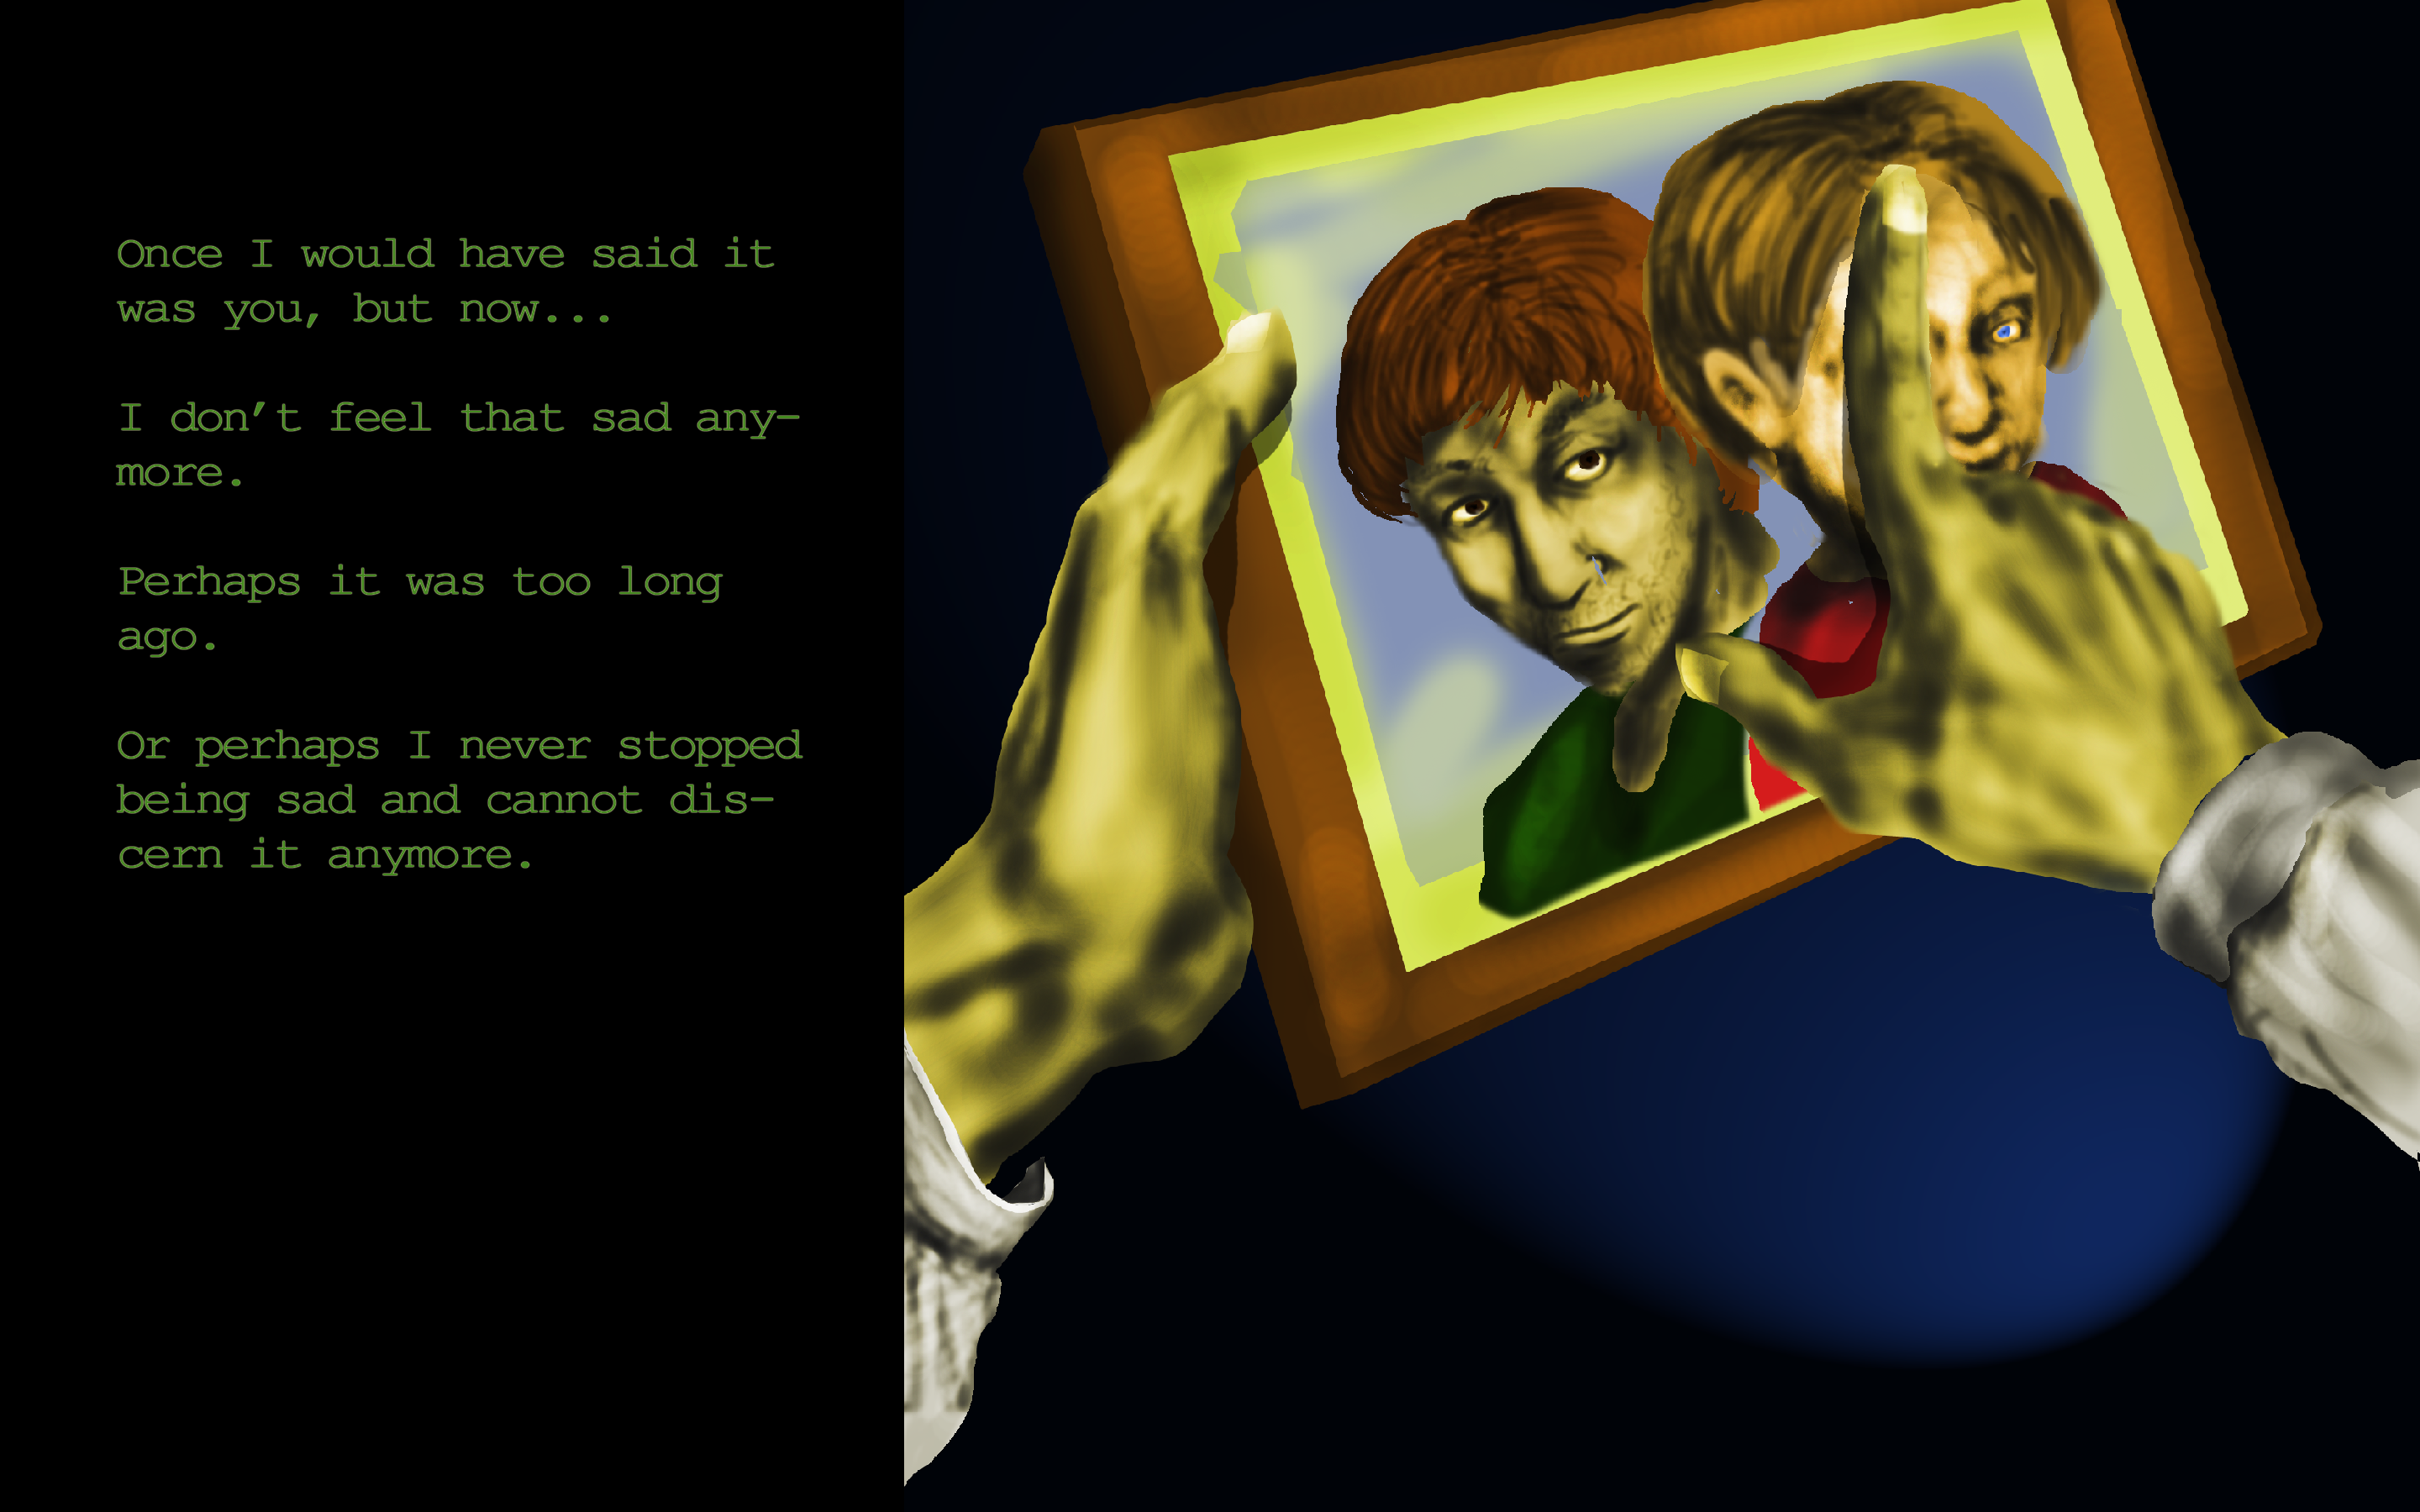 Once I would have said it
was you, but now...
I don't feel that sad any-
more.
Perhaps it was too long
ago.
Or perhaps I never stopped
being sad and cannot dis-
cern it anymore.